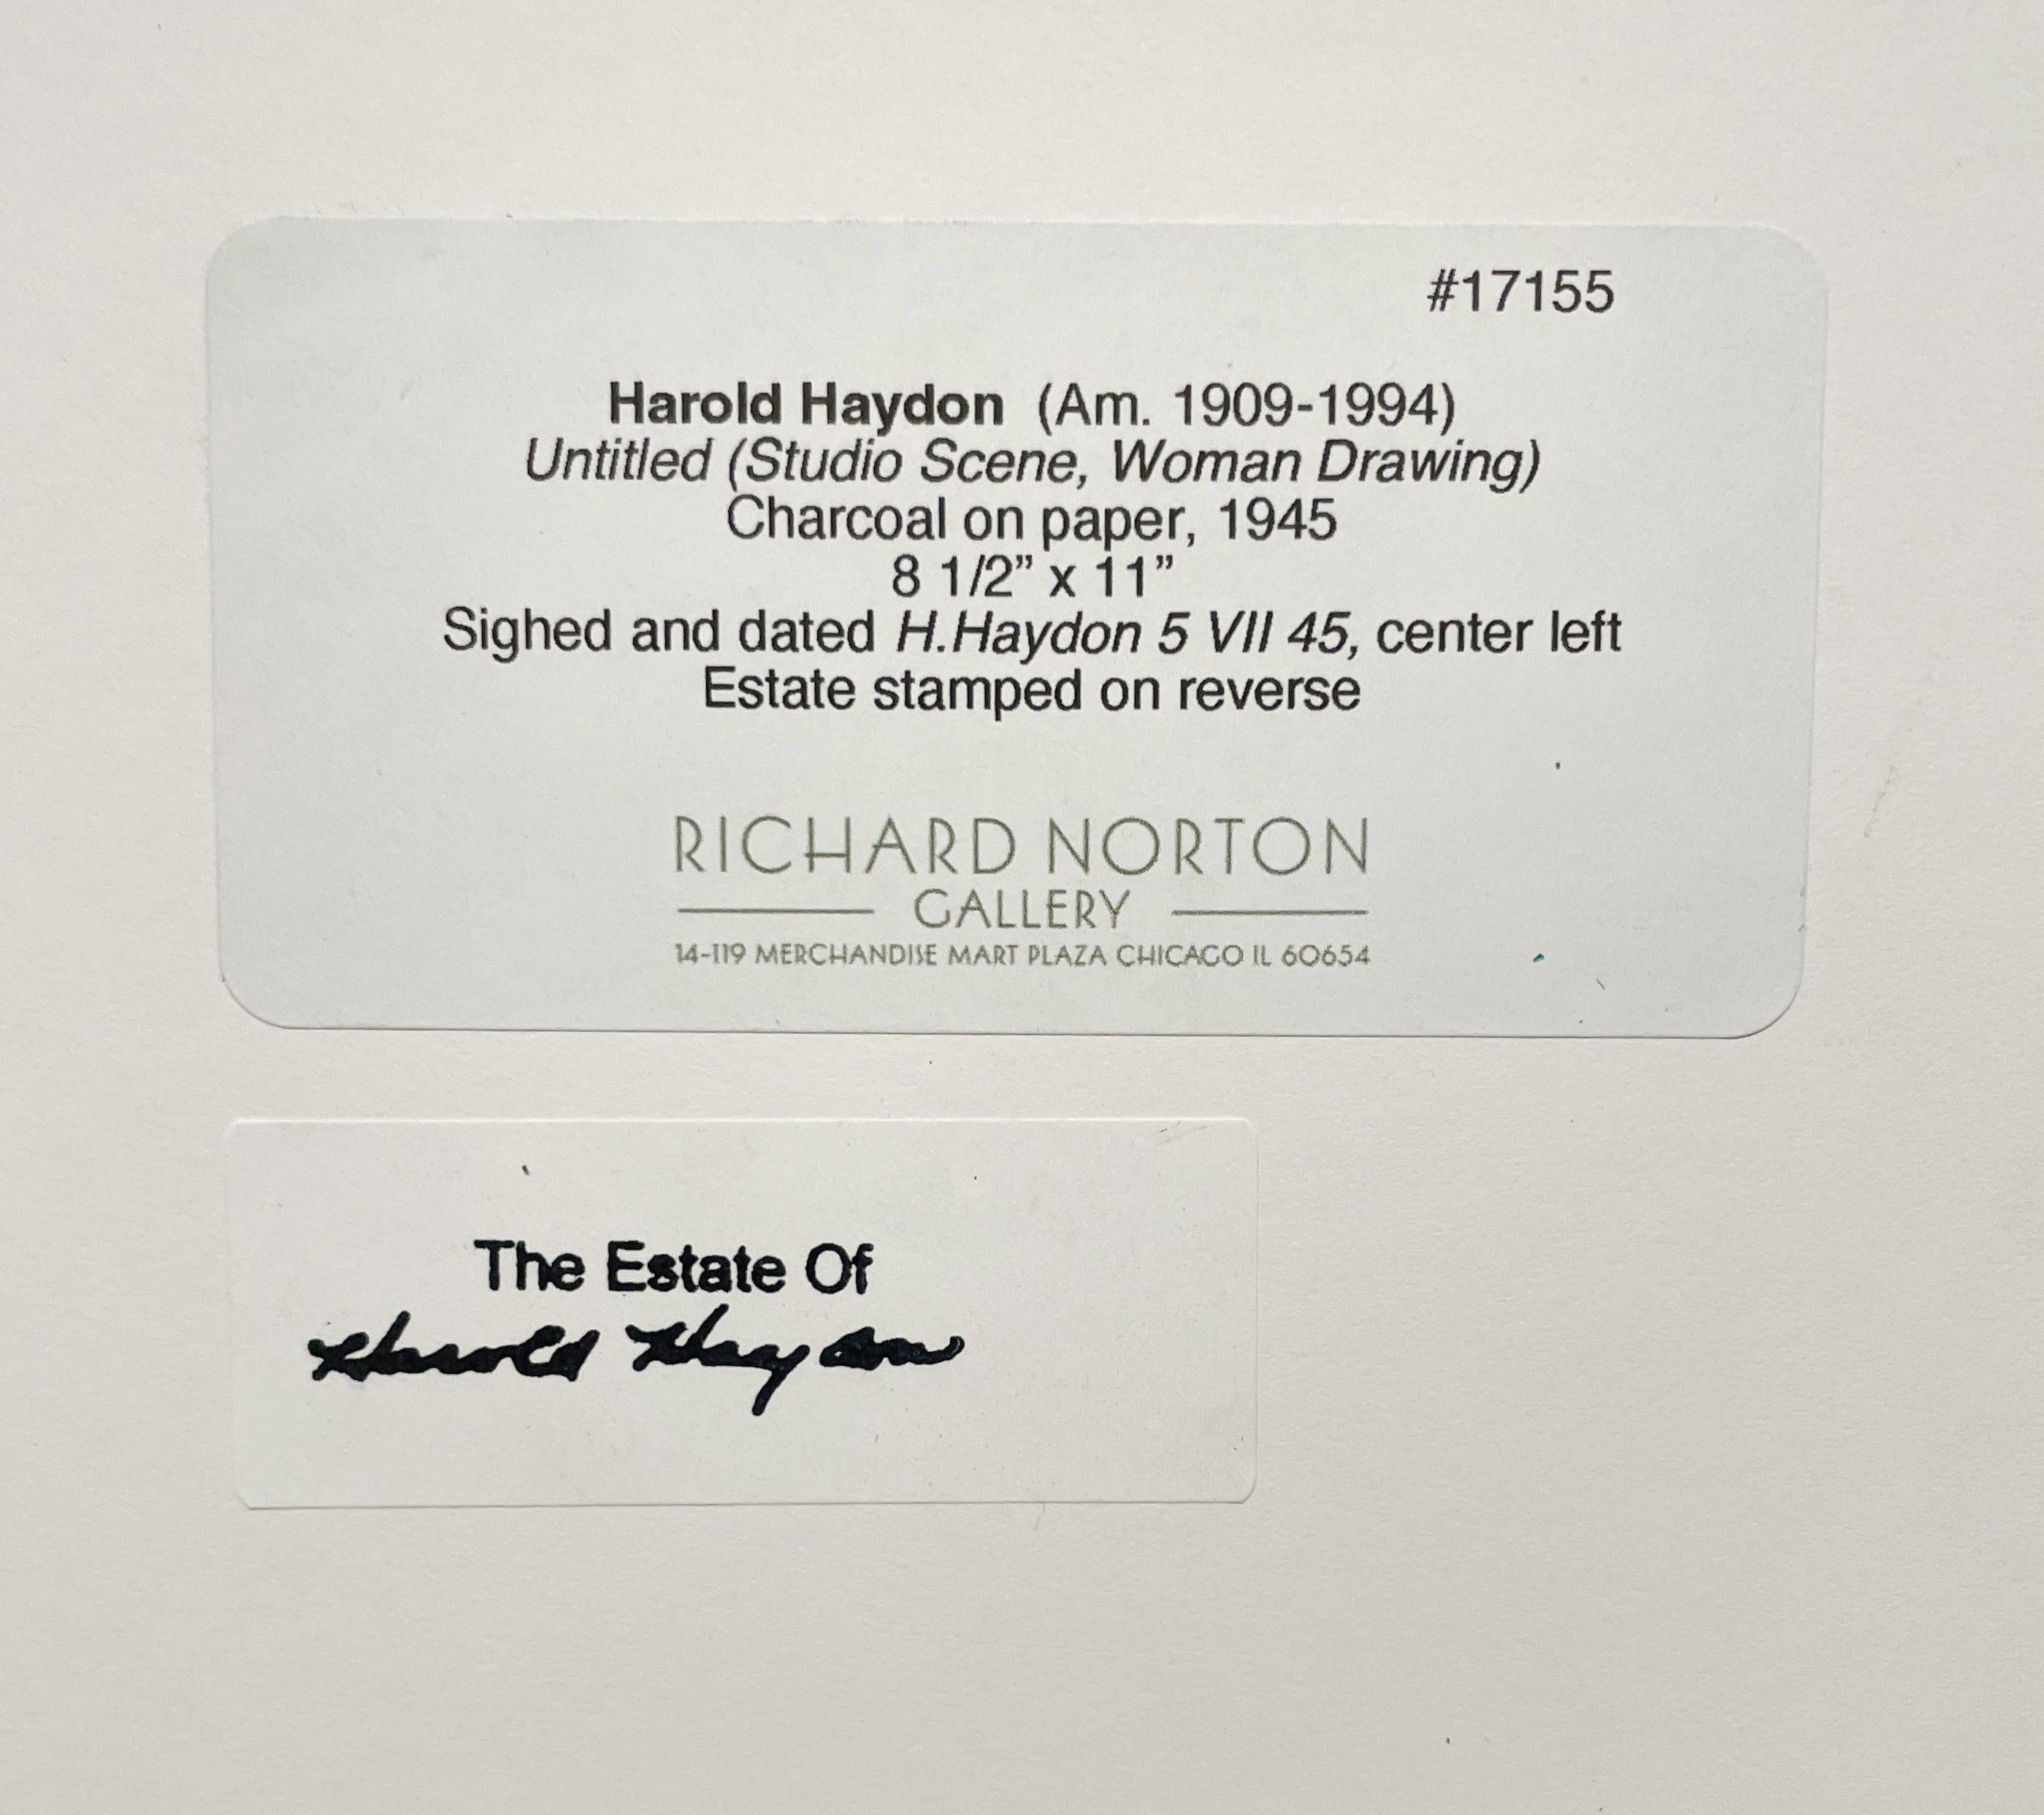 #17155
Harold Haydon (Am. 1909-1994)
Untitled (Studio Scene, Woman Drawing)
Charcoal on paper, 1945
8 1/2” x 11”
Sighed and dated H.Haydon 5 VII 45, center left
Estate stamped on reverse
RICHARD NORTON
GALLERY
14-119 MERCHANDISE MART PLAZA CHICAGO IL 60654
The Estate Of
Harold Haydon